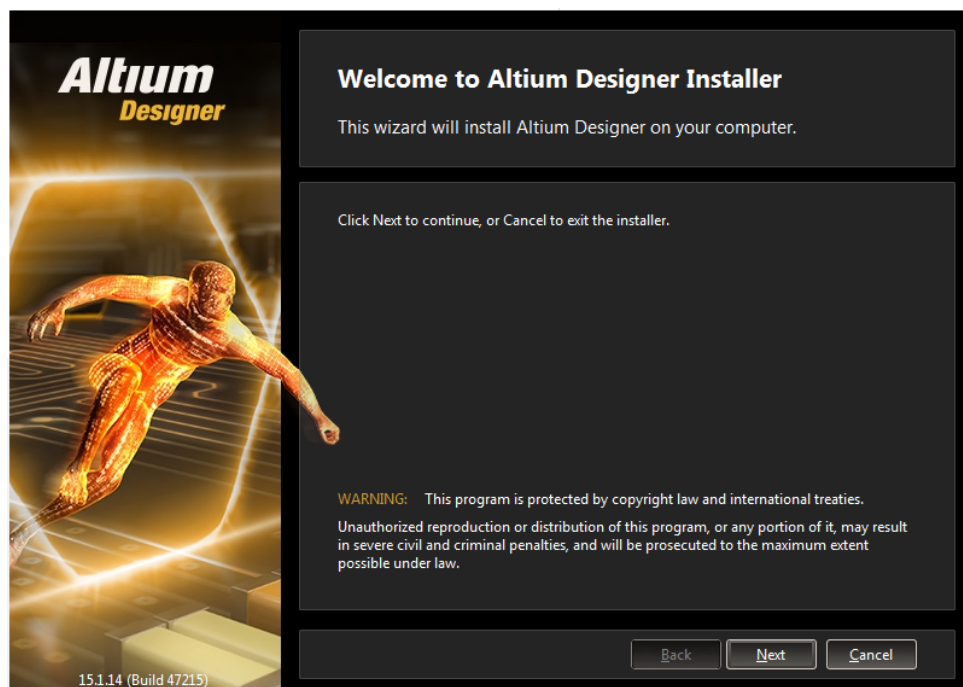 Altium
Designer
Welcome to Altium Designer Installer
This wizard will install Altium Designer on your computer.
Click Next to continue, or Cancel to exit the installer.
WARNING: This program is protected by copyright law and international treaties.
Unauthorized reproduction or distribution of this program, or any portion of it, may result
in severe civil and criminal penalties, and will be prosecuted to the maximum extent
possible under law.
Back Next Cancel
15.1.14 (Build 47215)